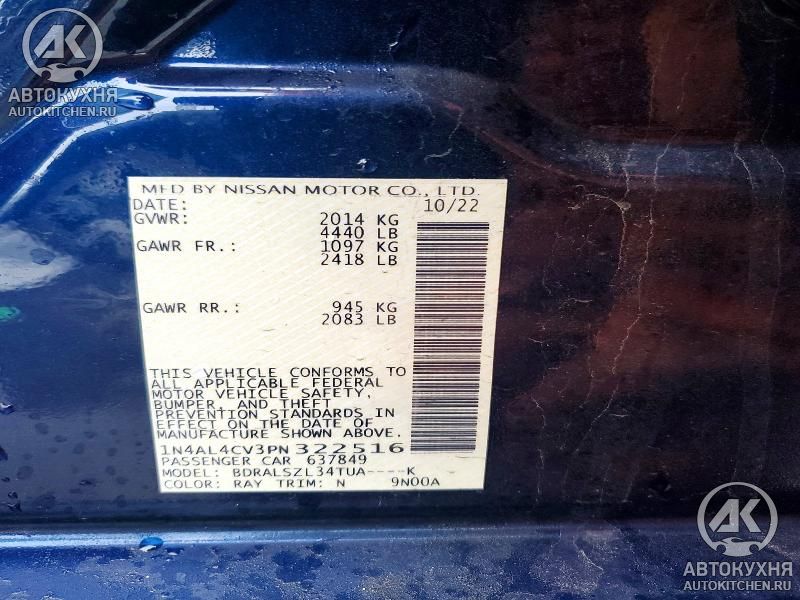 AK
АВТОКУХНЯ
AUTOKITCHEN.RU
MFD BY NISSAN MOTOR CO., LTD.
DATE: 10/22
GVWR: 2014 KG
4440 LB
GAWR FR.: 1097 KG
2418 LB
GAWR RR.: 945 KG
2083 LB
THIS VEHICLE CONFORMS TO
ALL APPLICABLE FEDERAL
MOTOR VEHICLE SAFETY,
BUMPER, AND THEFT
PREVENTION STANDARDS IN
EFFECT ON THE DATE OF
MANUFACTURE SHOWN ABOVE.
1N4AL4CV3PN322516
PASSENGER CAR 637849
MODEL: BDRALSZL34TUA----K
COLOR: RAY TRIM: N 9N00A
AK
АВТОКУХНЯ
AUTOKITCHEN.RU